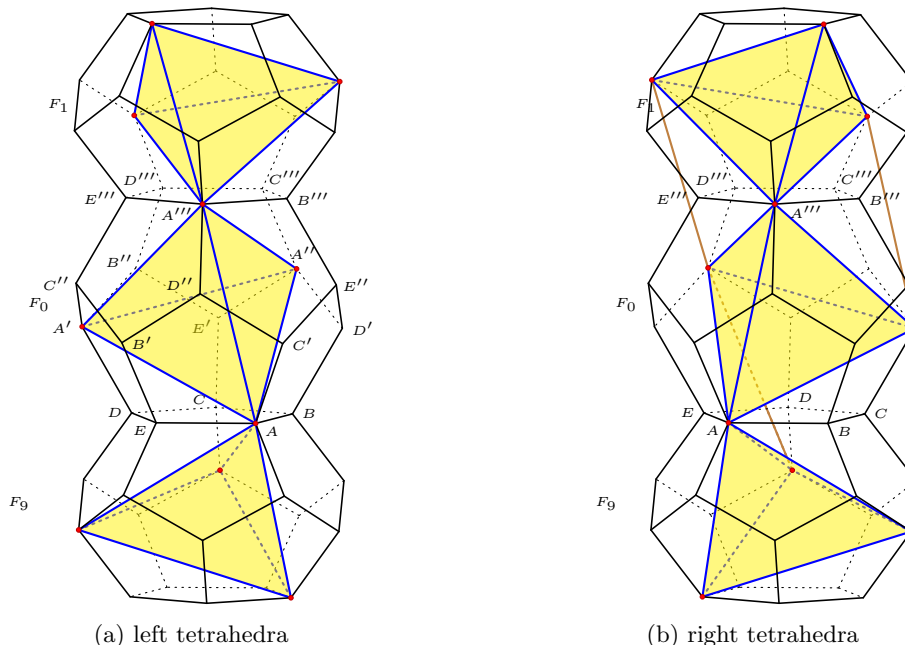 F₁ F₁
D′′′ C′′′ D′′′ C′′′
E′′′ B′′′ E′′′ B′′′
A′′′ A′′′
A′′
B′′
C′′ D′′ E′′
F₀ F₀
A′ E′ D′
B′ C′
C D
D B E C
E A A B
F₉ F₉
(a) left tetrahedra (b) right tetrahedra